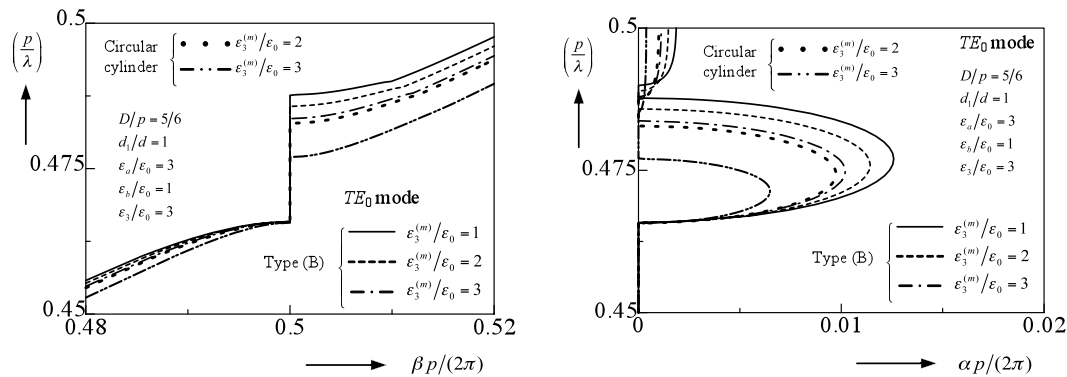 0.5
(p/λ)
Circular cylinder
ε₃⁽ᵐ⁾/ε₀ = 2
ε₃⁽ᵐ⁾/ε₀ = 3
D/p = 5/6
d₁/d = 1
εₐ/ε₀ = 3
ε_b/ε₀ = 1
ε₃/ε₀ = 3
0.475
TE₀ mode
Type (B)
ε₃⁽ᵐ⁾/ε₀ = 1
ε₃⁽ᵐ⁾/ε₀ = 2
ε₃⁽ᵐ⁾/ε₀ = 3
0.45
0.48
0.5
0.52
β p/(2π)
0.5
(p/λ)
Circular cylinder
ε₃⁽ᵐ⁾/ε₀ = 2
ε₃⁽ᵐ⁾/ε₀ = 3
TE₀ mode
D/p = 5/6
d₁/d = 1
εₐ/ε₀ = 3
ε_b/ε₀ = 1
ε₃/ε₀ = 3
0.475
Type (B)
ε₃⁽ᵐ⁾/ε₀ = 1
ε₃⁽ᵐ⁾/ε₀ = 2
ε₃⁽ᵐ⁾/ε₀ = 3
0.45
0
0.01
0.02
α p/(2π)